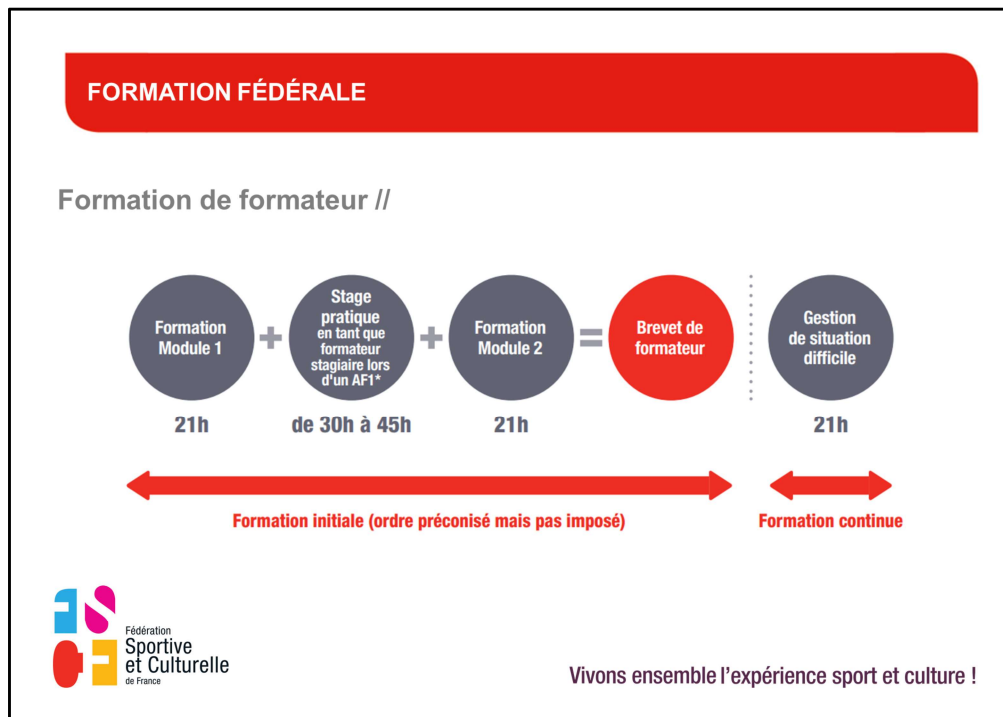 FORMATION FÉDÉRALE
Formation de formateur //
Formation
Module 1
+
Stage
pratique
en tant que
formateur
stagiaire lors
d'un AF1*
+
Formation
Module 2
=
Brevet de
formateur
Gestion
de situation
difficile
21h
de 30h à 45h
21h
21h
Formation initiale (ordre préconisé mais pas imposé)
Formation continue
FS
CF
Fédération
Sportive
et Culturelle
de France
Vivons ensemble l'expérience sport et culture !